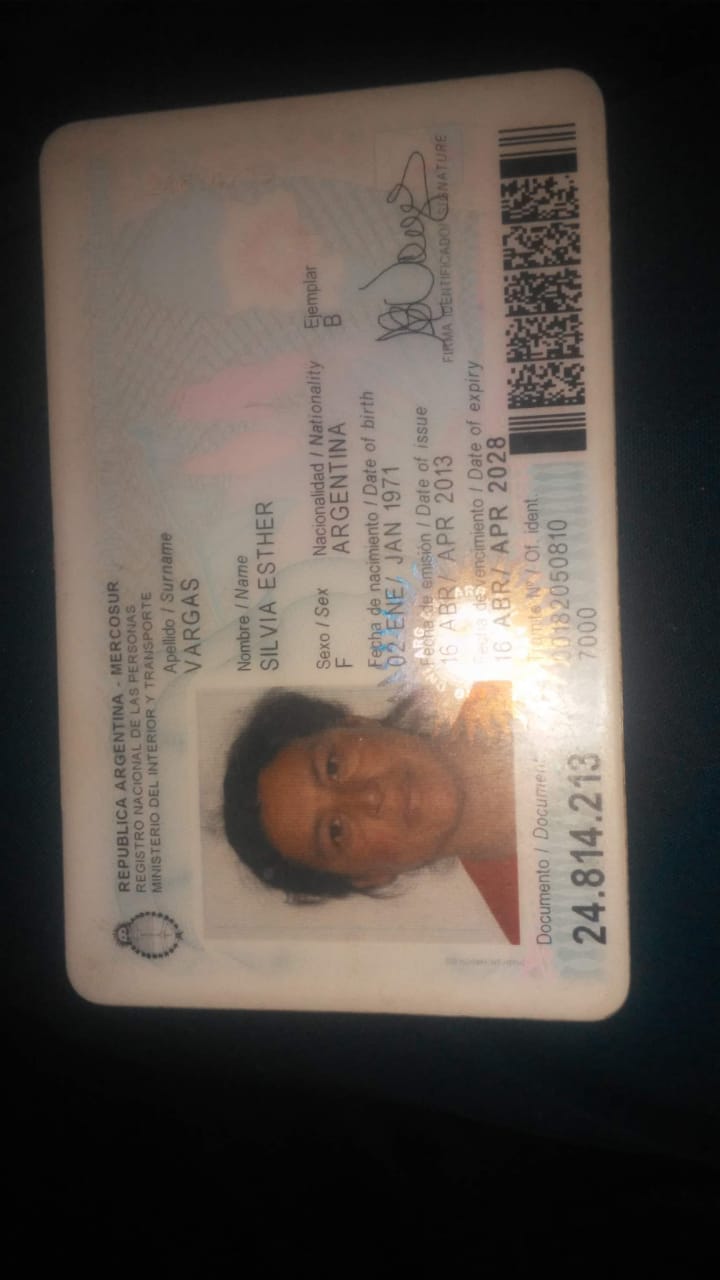 REPUBLICA ARGENTINA - MERCOSUR
REGISTRO NACIONAL DE LAS PERSONAS
MINISTERIO DEL INTERIOR Y TRANSPORTE
Apellido / Surname
VARGAS
Nombre / Name
SILVIA ESTHER
Sexo / Sex Nacionalidad / Nationality Ejemplar
F ARGENTINA B
Fecha de nacimiento / Date of birth
02 ENE/ JAN 1971
Fecha de emisión / Date of issue
16 ABR/ APR 2013
FIRMA IDENTIFICADO / SIGNATURE
Fecha de vencimiento / Date of expiry
16 ABR/ APR 2028
Documento / Document
24.814.213
Trámite Nº / Of. ident.
00182050810
7000